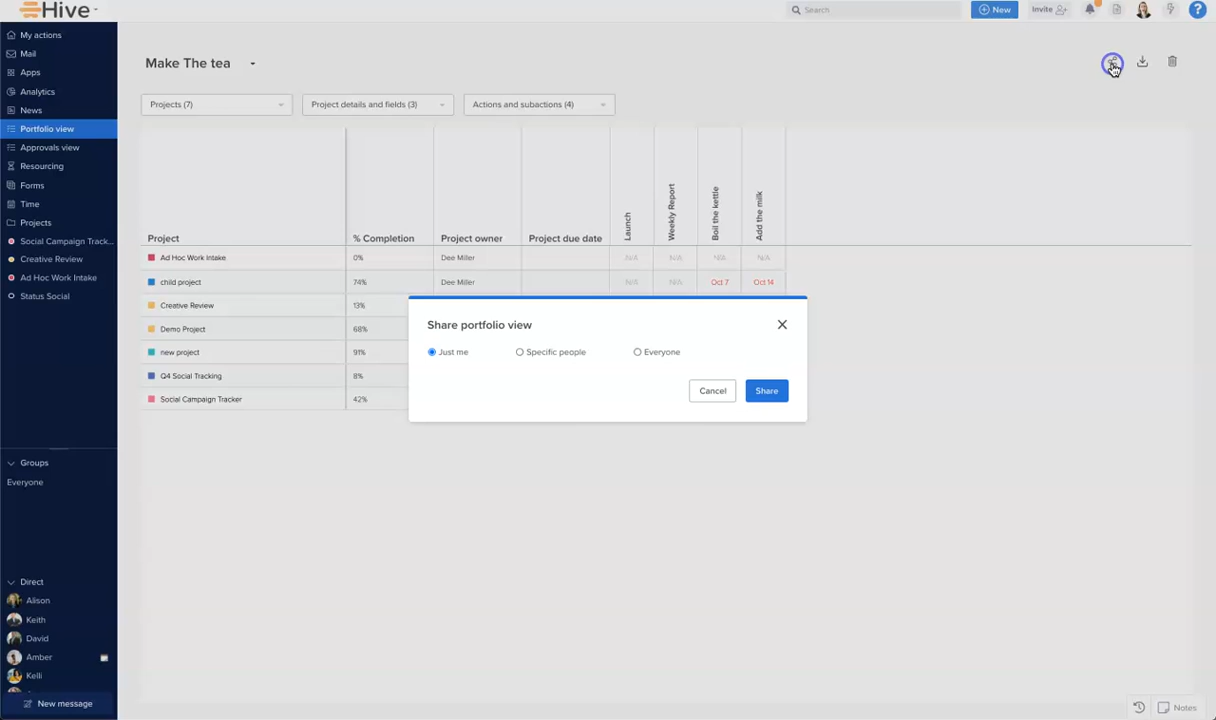 Hive
Search
New
Invite
?
My actions
Mail
Apps
Analytics
News
Portfolio view
Approvals view
Resourcing
Forms
Time
Projects
Social Campaign Track...
Creative Review
Ad Hoc Work Intake
Status Social
Groups
Everyone
Direct
Alison
Keith
David
Amber
Kelli
New message
Make The tea
Projects (7)
Project details and fields (3)
Actions and subactions (4)
Project
% Completion
Project owner
Project due date
Launch
Weekly Report
Boil the kettle
Add the milk
Ad Hoc Work Intake 0% Dee Miller N/A N/A N/A N/A
child project 74% Dee Miller N/A N/A Oct 7 Oct 14
Creative Review 13%
Demo Project 68%
new project 91%
Q4 Social Tracking 8%
Social Campaign Tracker 42%
Share portfolio view
Just me
Specific people
Everyone
Cancel
Share
Notes